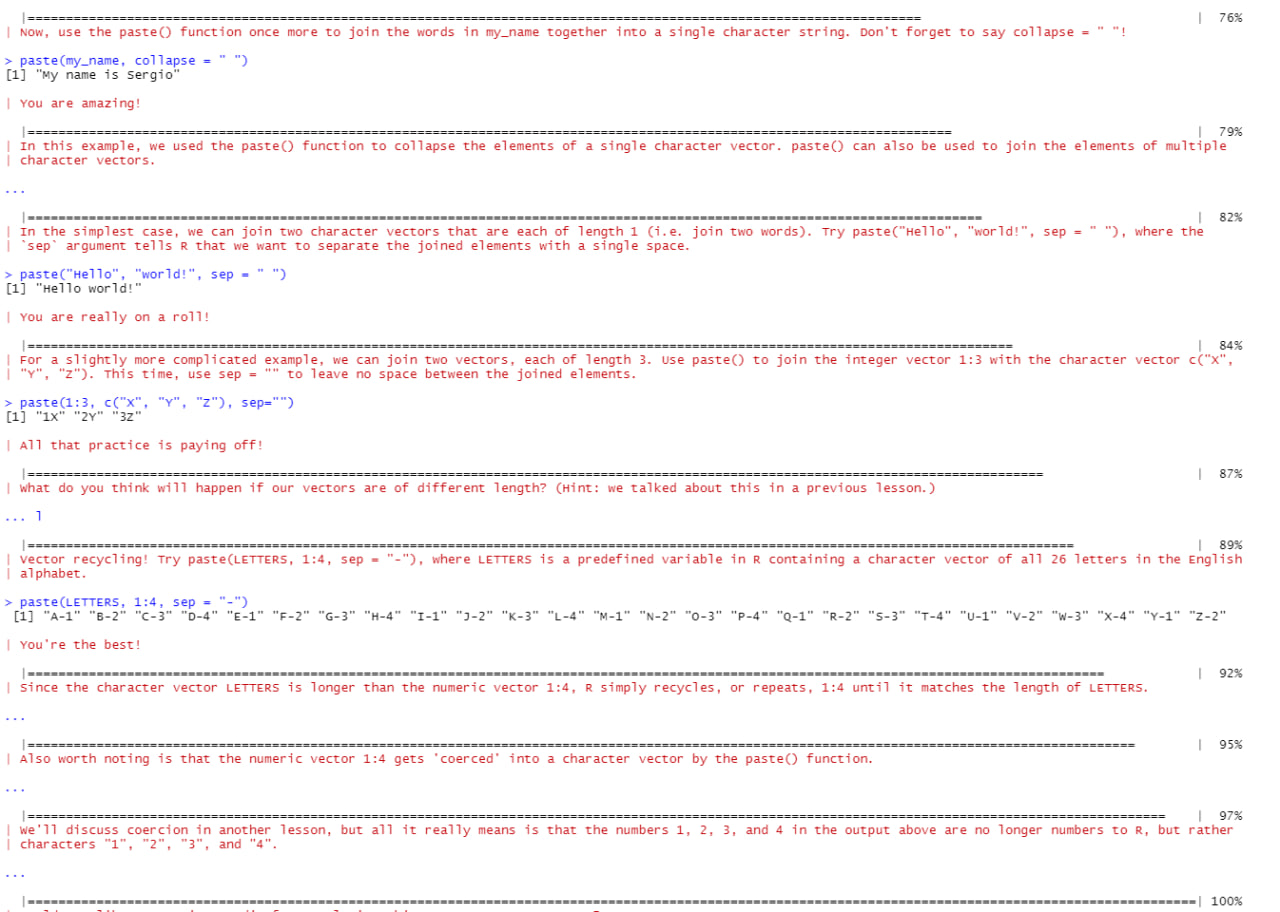 |=====================================================================================================================                                    |  76%
| Now, use the paste() function once more to join the words in my_name together into a single character string. Don't forget to say collapse = " "!
> paste(my_name, collapse = " ")
[1] "My name is Sergio"
| You are amazing!
|=========================================================================================================================                                |  79%
| In this example, we used the paste() function to collapse the elements of a single character vector. paste() can also be used to join the elements of multiple
| character vectors.
...
|=============================================================================================================================                            |  82%
| In the simplest case, we can join two character vectors that are each of length 1 (i.e. join two words). Try paste("Hello", "world!", sep = " "), where the
| `sep` argument tells R that we want to separate the joined elements with a single space.
> paste("Hello", "world!", sep = " ")
[1] "Hello world!"
| You are really on a roll!
|=================================================================================================================================                        |  84%
| For a slightly more complicated example, we can join two vectors, each of length 3. Use paste() to join the integer vector 1:3 with the character vector c("X",
| "Y", "Z"). This time, use sep = "" to leave no space between the joined elements.
> paste(1:3, c("X", "Y", "Z"), sep="")
[1] "1X" "2Y" "3Z"
| All that practice is paying off!
|=====================================================================================================================================                    |  87%
| What do you think will happen if our vectors are of different length? (Hint: we talked about this in a previous lesson.)
... l
|=========================================================================================================================================                |  89%
| Vector recycling! Try paste(LETTERS, 1:4, sep = "-"), where LETTERS is a predefined variable in R containing a character vector of all 26 letters in the English
| alphabet.
> paste(LETTERS, 1:4, sep = "-")
[1] "A-1" "B-2" "C-3" "D-4" "E-1" "F-2" "G-3" "H-4" "I-1" "J-2" "K-3" "L-4" "M-1" "N-2" "O-3" "P-4" "Q-1" "R-2" "S-3" "T-4" "U-1" "V-2" "W-3" "X-4" "Y-1" "Z-2"
| You're the best!
|=============================================================================================================================================            |  92%
| Since the character vector LETTERS is longer than the numeric vector 1:4, R simply recycles, or repeats, 1:4 until it matches the length of LETTERS.
...
|=================================================================================================================================================        |  95%
| Also worth noting is that the numeric vector 1:4 gets 'coerced' into a character vector by the paste() function.
...
|=====================================================================================================================================================    |  97%
| We'll discuss coercion in another lesson, but all it really means is that the numbers 1, 2, 3, and 4 in the output above are no longer numbers to R, but rather
| characters "1", "2", "3", and "4".
...
|=========================================================================================================================================================| 100%